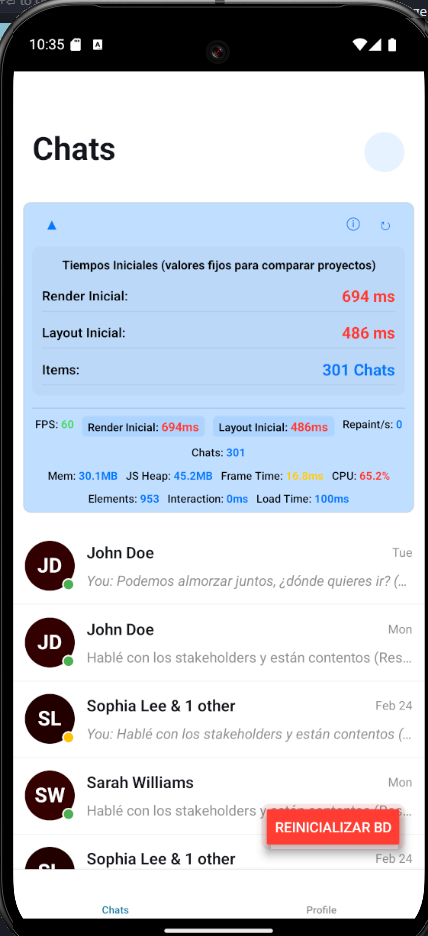 10:35
Chats
Tiempos Iniciales (valores fijos para comparar proyectos)
Render Inicial: 694 ms
Layout Inicial: 486 ms
Items: 301 Chats
FPS: 60 Render Inicial: 694ms Layout Inicial: 486ms Repaint/s: 0
Chats: 301
Mem: 30.1MB JS Heap: 45.2MB Frame Time: 16.8ms CPU: 65.2%
Elements: 953 Interaction: 0ms Load Time: 100ms
JD John Doe Tue
You: Podemos almorzar juntos, ¿dónde quieres ir? (...
JD John Doe Mon
Hablé con los stakeholders y están contentos (Res...
SL Sophia Lee & 1 other Feb 24
You: Hablé con los stakeholders y están contentos (...
SW Sarah Williams Mon
Hablé con los stakeholders y están contentos (Res...
REINICIALIZAR BD
SL Sophia Lee & 1 other Feb 24
Chats Profile